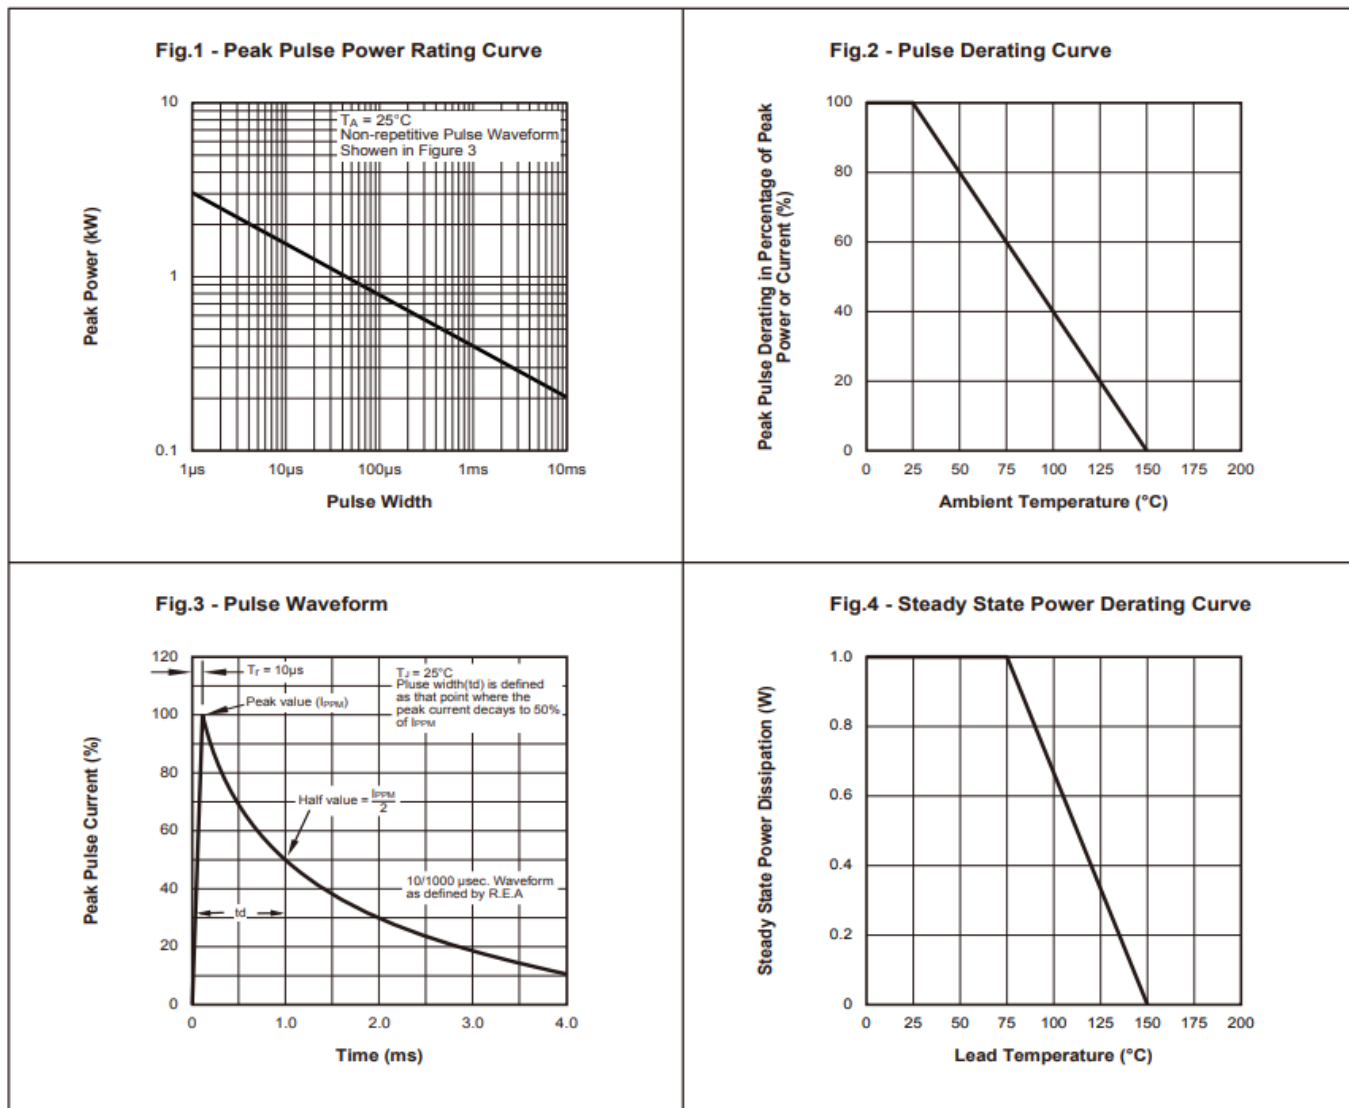 Fig.1 - Peak Pulse Power Rating Curve
10
1
0.1
Peak Power (kW)
TA = 25°C
Non-repetitive Pulse Waveform
Showen in Figure 3
1µs 10µs 100µs 1ms 10ms
Pulse Width
Fig.2 - Pulse Derating Curve
100
80
60
40
20
0
Peak Pulse Derating in Percentage of Peak
Power or Current (%)
0 25 50 75 100 125 150 175 200
Ambient Temperature (°C)
Fig.3 - Pulse Waveform
120
100
80
60
40
20
0
Peak Pulse Current (%)
Tr = 10µs
Peak value (IPPM)
TJ = 25°C
Pluse width(td) is defined
as that point where the
peak current decays to 50%
of IPPM
Half value = IPPM
2
10/1000 µsec. Waveform
as defined by R.E.A
td
0 1.0 2.0 3.0 4.0
Time (ms)
Fig.4 - Steady State Power Derating Curve
1.0
0.8
0.6
0.4
0.2
0
Steady State Power Dissipation (W)
0 25 50 75 100 125 150 175 200
Lead Temperature (°C)